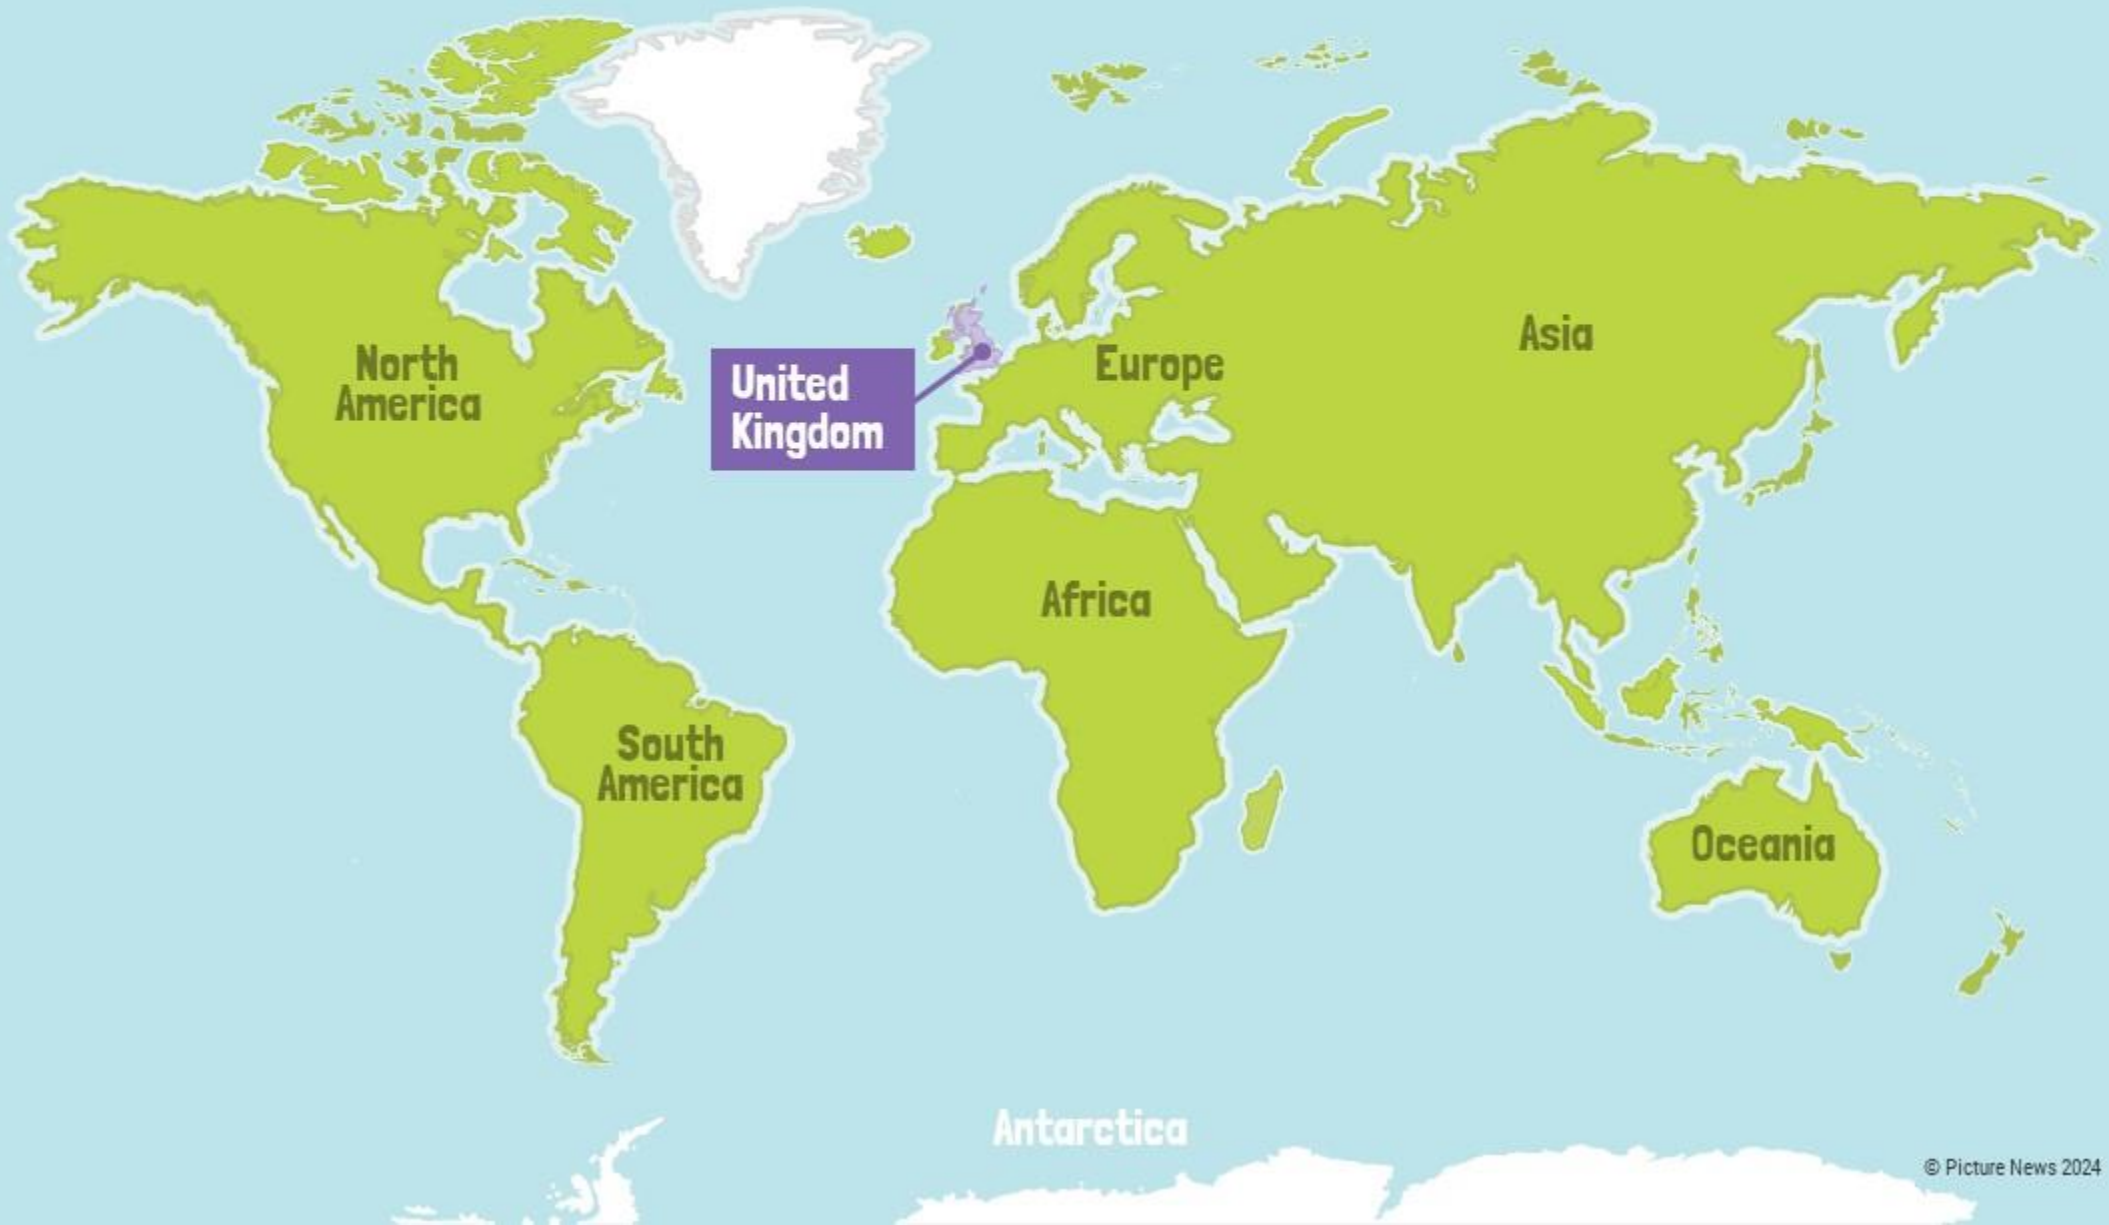 North
America
United
Kingdom
Europe
Asia
Africa
South
America
Oceania
Antarctica
© Picture News 2024